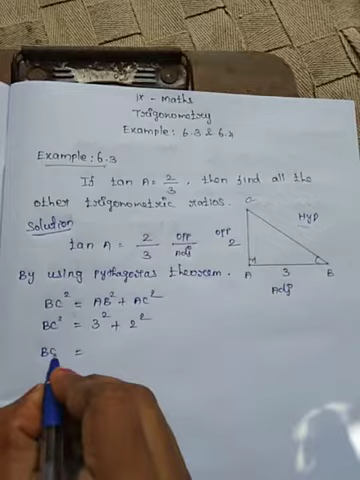 IX - Maths
Trigonometry
Example: 6.3 & 6.4
Example: 6.3
If tan A = 2/3, then find all the
other trigonometric ratios.
Solution
tan A = 2/3 opp/Adj
By using pythagoras theorem.
BC² = AB² + AC²
BC² = 3² + 2²
BC =
C
Hyp
opp
2
A 3 B
Adj